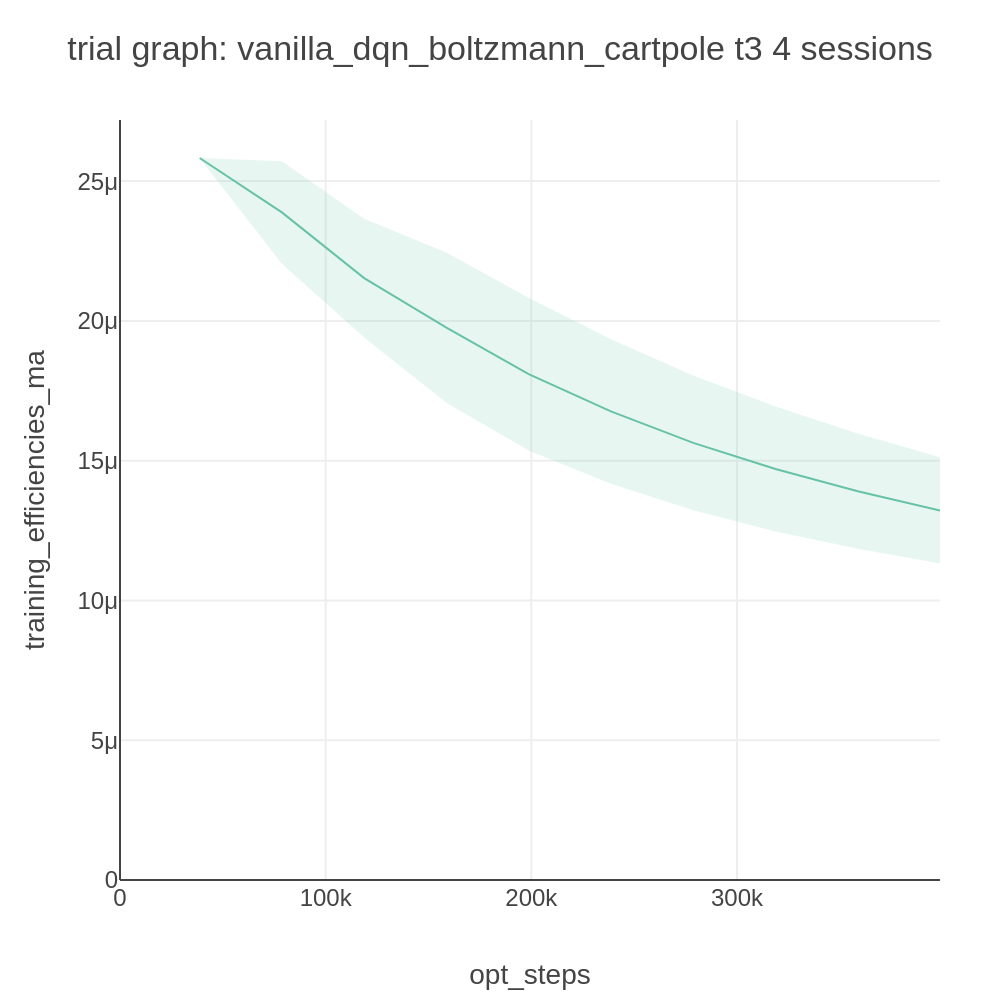 trial graph: vanilla_dqn_boltzmann_cartpole t3 4 sessions
training_efficiencies_ma
25μ
20μ
15μ
10μ
5μ
0
0
100k
200k
300k
opt_steps